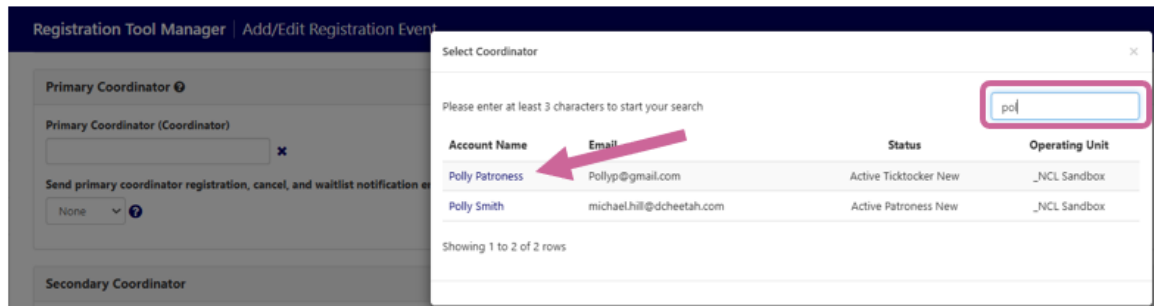 Registration Tool Manager | Add/Edit Registration Event
Primary Coordinator
Primary Coordinator (Coordinator)
Send primary coordinator registration, cancel, and waitlist notification
None
Secondary Coordinator
Select Coordinator
Please enter at least 3 characters to start your search
pol
Account Name Email Status Operating Unit
Polly Patroness Pollyp@gmail.com Active Ticktocker New _NCL Sandbox
Polly Smith michael.hill@dcheetah.com Active Patroness New _NCL Sandbox
Showing 1 to 2 of 2 rows